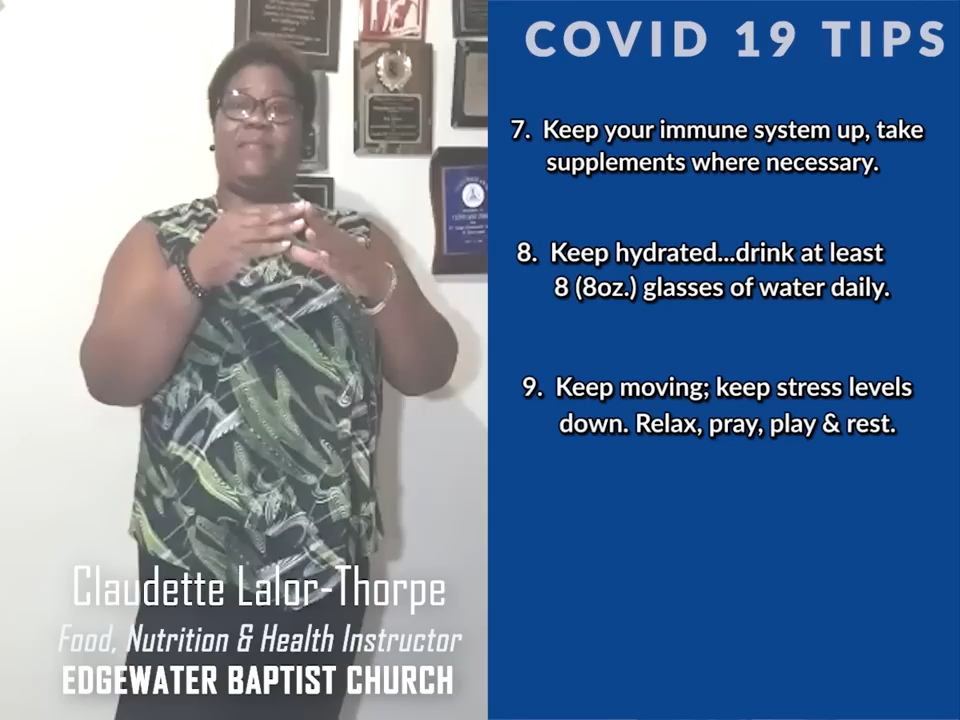 COVID 19 TIPS
7. Keep your immune system up, take
supplements where necessary.
8. Keep hydrated...drink at least
8 (8oz.) glasses of water daily.
9. Keep moving; keep stress levels
down. Relax, pray, play & rest.
Claudette Lalor-Thorpe
Food, Nutrition & Health Instructor
EDGEWATER BAPTIST CHURCH